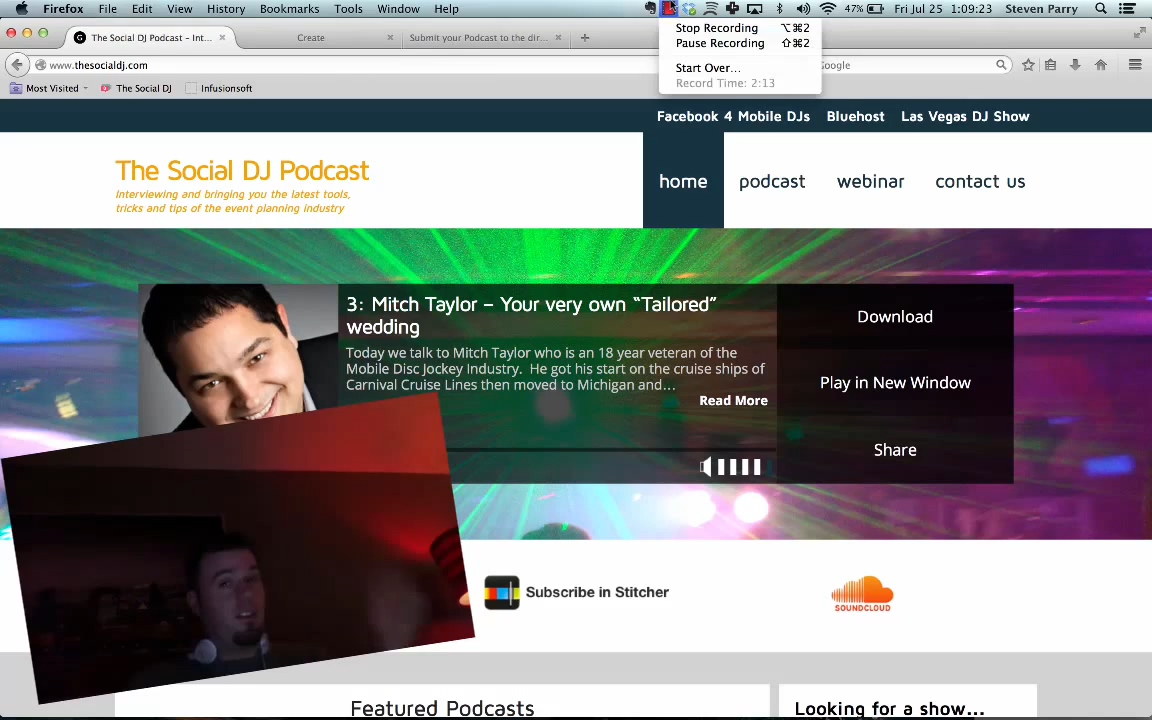 Firefox File Edit View History Bookmarks Tools Window Help 47% Fri Jul 25 1:09:23 Steven Parry
Stop Recording ⌥⌘2
Pause Recording ⇧⌘2
Start Over...
Record Time: 2:13
The Social DJ Podcast – Int... Create Submit your Podcast to the dir...
www.thesocialdj.com Google
Most Visited The Social DJ Infusionsoft
Facebook 4 Mobile DJs Bluehost Las Vegas DJ Show
The Social DJ Podcast
Interviewing and bringing you the latest tools,
tricks and tips of the event planning industry
home podcast webinar contact us
3: Mitch Taylor – Your very own “Tailored”
wedding
Today we talk to Mitch Taylor who is an 18 year veteran of the
Mobile Disc Jockey Industry. He got his start on the cruise ships of
Carnival Cruise Lines then moved to Michigan and...
Read More
Download
Play in New Window
Share
Subscribe in Stitcher
SOUNDCLOUD
Featured Podcasts
Looking for a show...